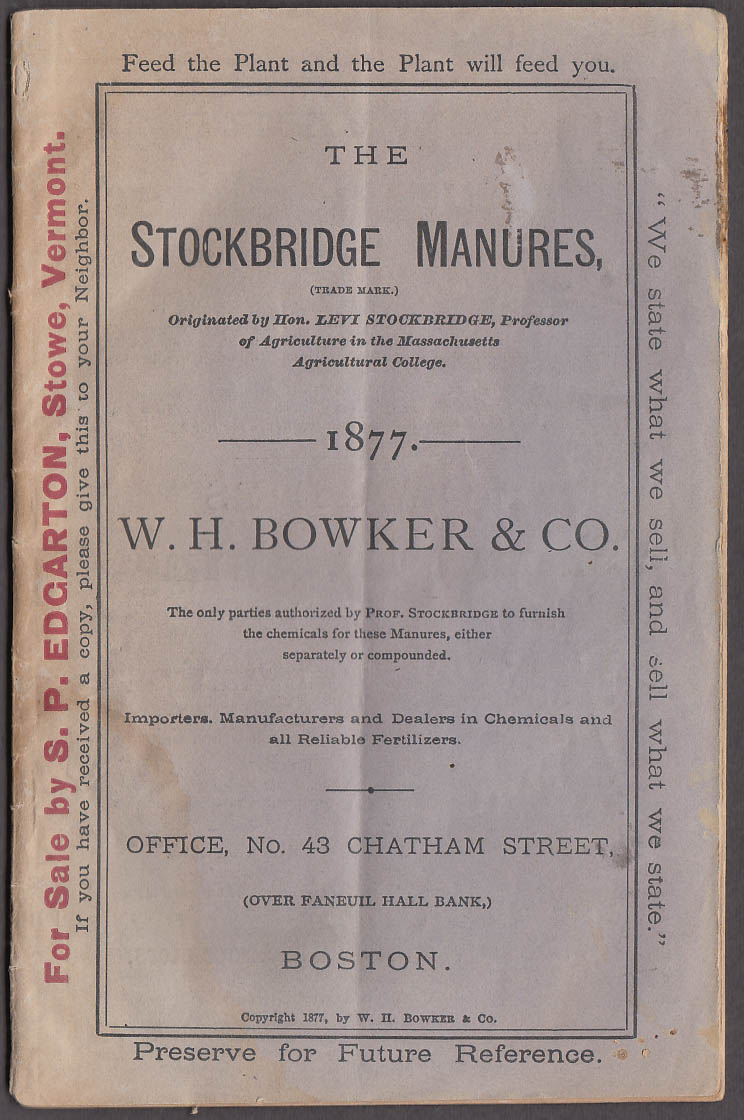 Feed the Plant and the Plant will feed you.
THE
STOCKBRIDGE MANURES,
(TRADE MARK.)
Originated by Hon. LEVI STOCKBRIDGE, Professor
of Agriculture in the Massachusetts
Agricultural College.
1877.
W. H. BOWKER & CO.
The only parties authorized by PROF. STOCKBRIDGE to furnish
the chemicals for these Manures, either
separately or compounded.
Importers. Manufacturers and Dealers in Chemicals and
all Reliable Fertilizers.
OFFICE, No. 43 CHATHAM STREET,
(OVER FANEUIL HALL BANK,)
BOSTON.
Copyright 1877, by W. H. BOWKER & Co.
Preserve for Future Reference.
For Sale by S. P. EDGARTON, Stowe, Vermont.
If you have received a copy, please give this to your Neighbor.
"We state what we sell, and sell what we state."